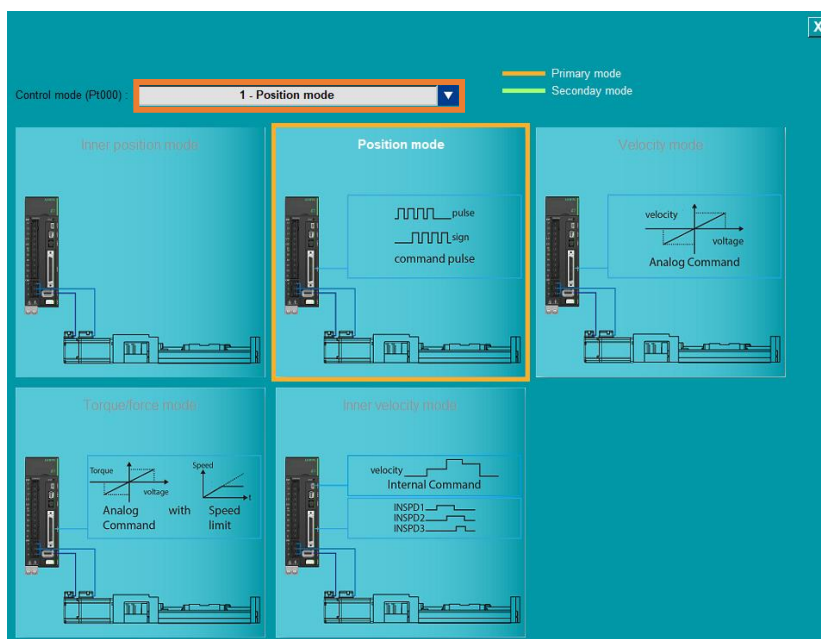 X
Primary mode
Seconday mode
Control mode (Pt000) :
1 - Position mode
Inner position mode
Position mode
Velocity mode
pulse
sign
command pulse
velocity
voltage
Analog Command
Torque/force mode
Inner velocity mode
Torque
voltage
Speed
t
Analog with Speed
Command limit
velocity
Internal Command
INSPD1
INSPD2
INSPD3